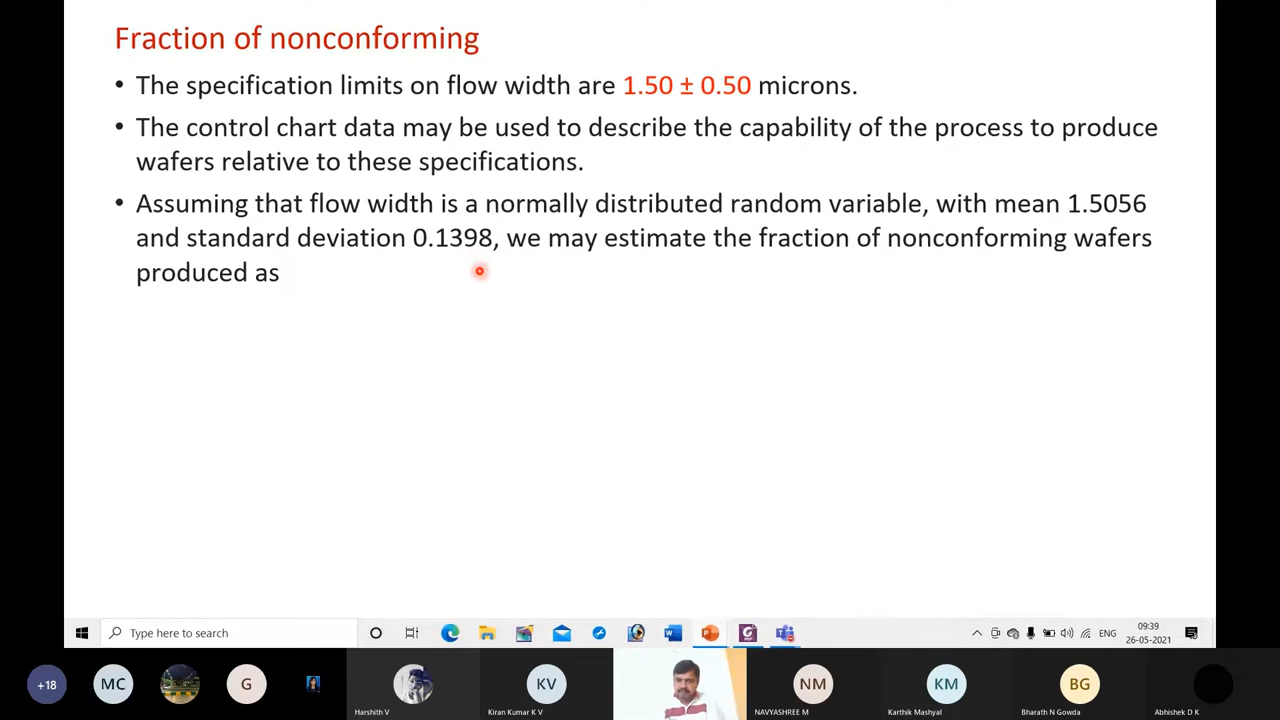 Fraction of nonconforming
• The specification limits on flow width are 1.50 ± 0.50 microns.
• The control chart data may be used to describe the capability of the process to produce
wafers relative to these specifications.
• Assuming that flow width is a normally distributed random variable, with mean 1.5056
and standard deviation 0.1398, we may estimate the fraction of nonconforming wafers
produced as
Type here to search
ENG
09:39
26-05-2021
+18
MC
G
KV
NM
KM
BG
Harshith V
Kiran Kumar K V
NAVYASHREE M
Karthik Mashyal
Bharath N Gowda
Abhishek D K